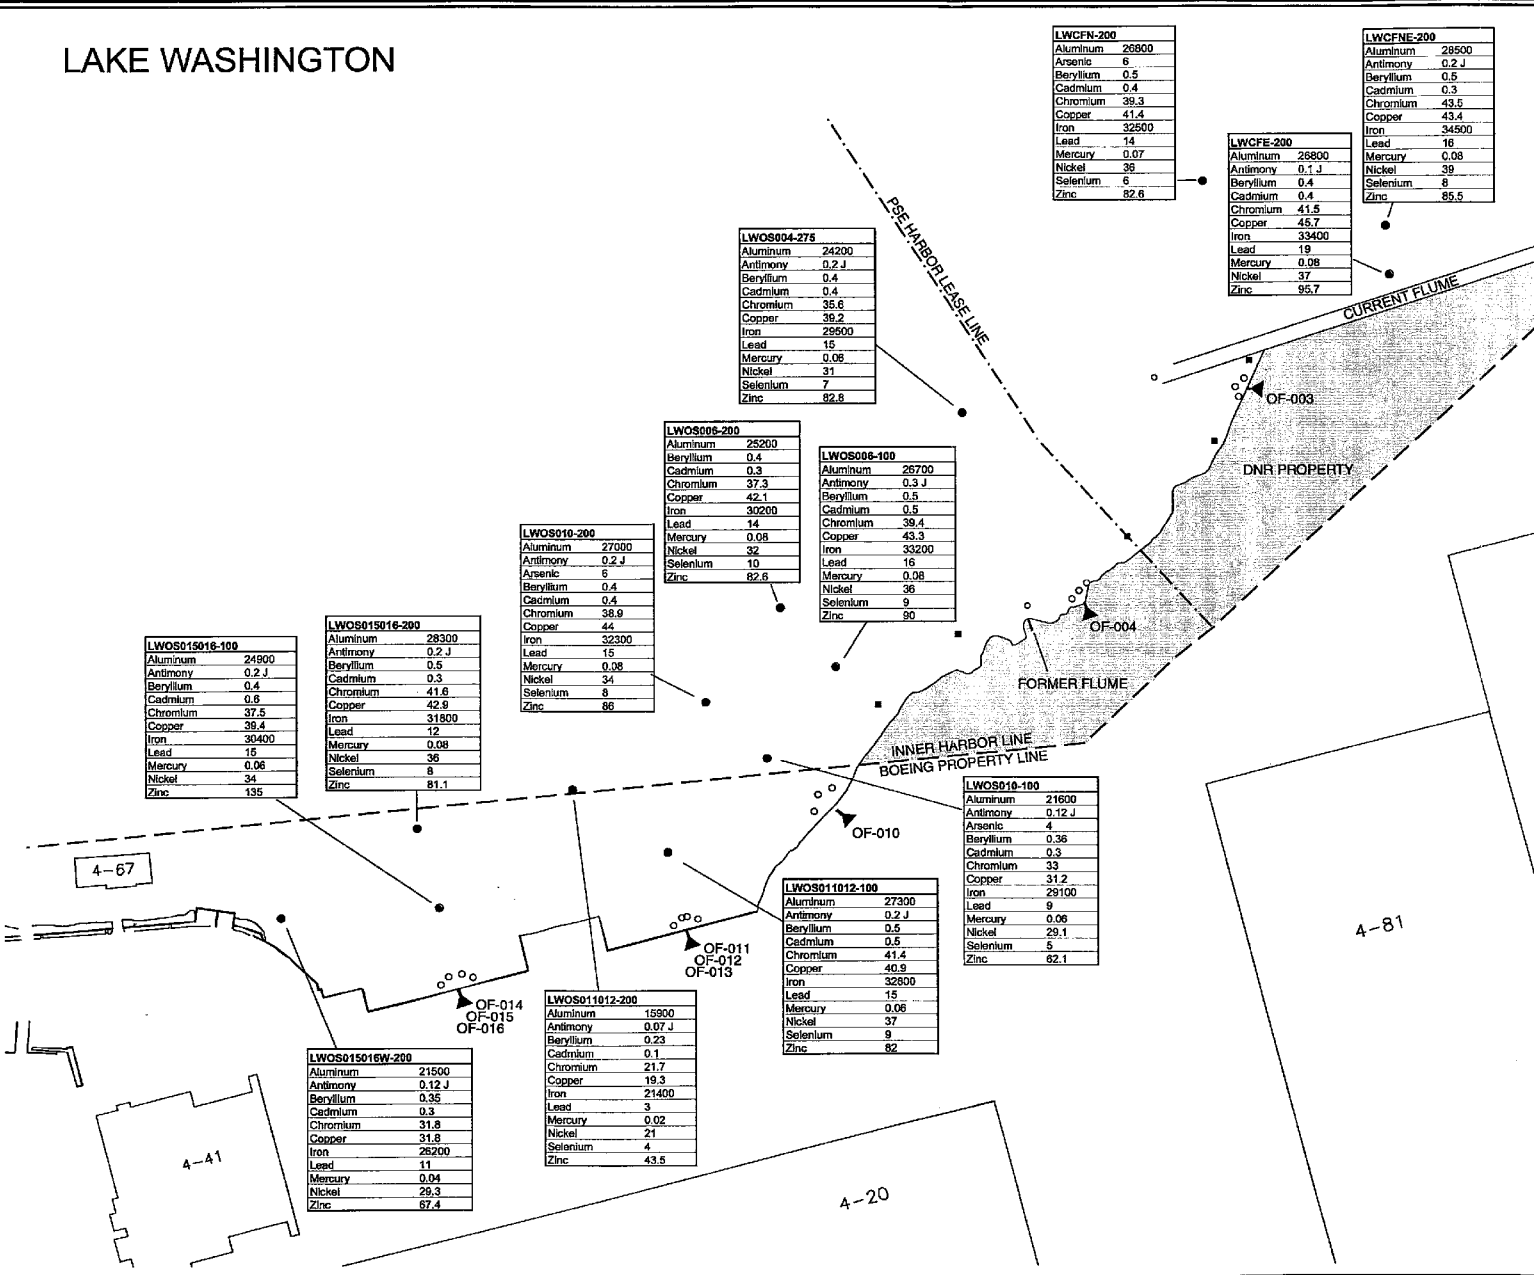 LAKE WASHINGTON
LWCFN-200
Aluminum 26800
Arsenic 6
Beryllium 0.5
Cadmium 0.4
Chromium 39.3
Copper 41.4
Iron 32500
Lead 14
Mercury 0.07
Nickel 36
Selenium 6
Zinc 82.6
LWCFNE-200
Aluminum 28500
Antimony 0.2 J
Beryllium 0.5
Cadmium 0.3
Chromium 43.5
Copper 43.4
Iron 34500
Lead 16
Mercury 0.08
Nickel 39
Selenium 8
Zinc 85.5
LWCFE-200
Aluminum 26800
Antimony 0.1 J
Beryllium 0.4
Cadmium 0.4
Chromium 41.5
Copper 45.7
Iron 33400
Lead 19
Mercury 0.08
Nickel 37
Zinc 95.7
PSE HARBOR LEASE LINE
LWOS004-275
Aluminum 24200
Antimony 0.2 J
Beryllium 0.4
Cadmium 0.4
Chromium 35.6
Copper 39.2
Iron 29500
Lead 15
Mercury 0.06
Nickel 31
Selenium 7
Zinc 82.8
CURRENT FLUME
OF-003
DNR PROPERTY
LWOS006-200
Aluminum 25200
Beryllium 0.4
Cadmium 0.3
Chromium 37.3
Copper 42.1
Iron 30200
Lead 14
Mercury 0.08
Nickel 32
Selenium 10
Zinc 82.6
LWOS006-100
Aluminum 26700
Antimony 0.3 J
Beryllium 0.5
Cadmium 0.5
Chromium 39.4
Copper 43.3
Iron 33200
Lead 16
Mercury 0.08
Nickel 36
Selenium 9
Zinc 90
LWOS010-200
Aluminum 27000
Antimony 0.2 J
Arsenic 6
Beryllium 0.4
Cadmium 0.4
Chromium 38.9
Copper 44
Iron 32300
Lead 15
Mercury 0.08
Nickel 34
Selenium 8
Zinc 86
OF-004
FORMER FLUME
LWOS015016-100
Aluminum 24900
Antimony 0.2 J
Beryllium 0.4
Cadmium 0.6
Chromium 37.5
Copper 39.4
Iron 30400
Lead 15
Mercury 0.06
Nickel 34
Zinc 135
LWOS015016-200
Aluminum 28300
Antimony 0.2 J
Beryllium 0.5
Cadmium 0.3
Chromium 41.6
Copper 42.9
Iron 31800
Lead 12
Mercury 0.08
Nickel 36
Selenium 8
Zinc 81.1
INNER HARBOR LINE
BOEING PROPERTY LINE
LWOS010-100
Aluminum 21600
Antimony 0.12 J
Arsenic 4
Beryllium 0.36
Cadmium 0.3
Chromium 33
Copper 31.2
Iron 29100
Lead 9
Mercury 0.06
Nickel 29.1
Selenium 5
Zinc 62.1
OF-010
4-67
LWOS011012-100
Aluminum 27300
Antimony 0.2 J
Beryllium 0.5
Cadmium 0.5
Chromium 41.4
Copper 40.9
Iron 32800
Lead 15
Mercury 0.06
Nickel 37
Selenium 9
Zinc 82
4-81
OF-011
OF-012
OF-013
OF-014
OF-015
OF-016
LWOS011012-200
Aluminum 15900
Antimony 0.07 J
Beryllium 0.23
Cadmium 0.1
Chromium 21.7
Copper 19.3
Iron 21400
Lead 3
Mercury 0.02
Nickel 21
Selenium 4
Zinc 43.5
LWOS015016W-200
Aluminum 21500
Antimony 0.12 J
Beryllium 0.35
Cadmium 0.3
Chromium 31.8
Copper 31.8
Iron 26200
Lead 11
Mercury 0.04
Nickel 29.3
Zinc 67.4
4-41
4-20